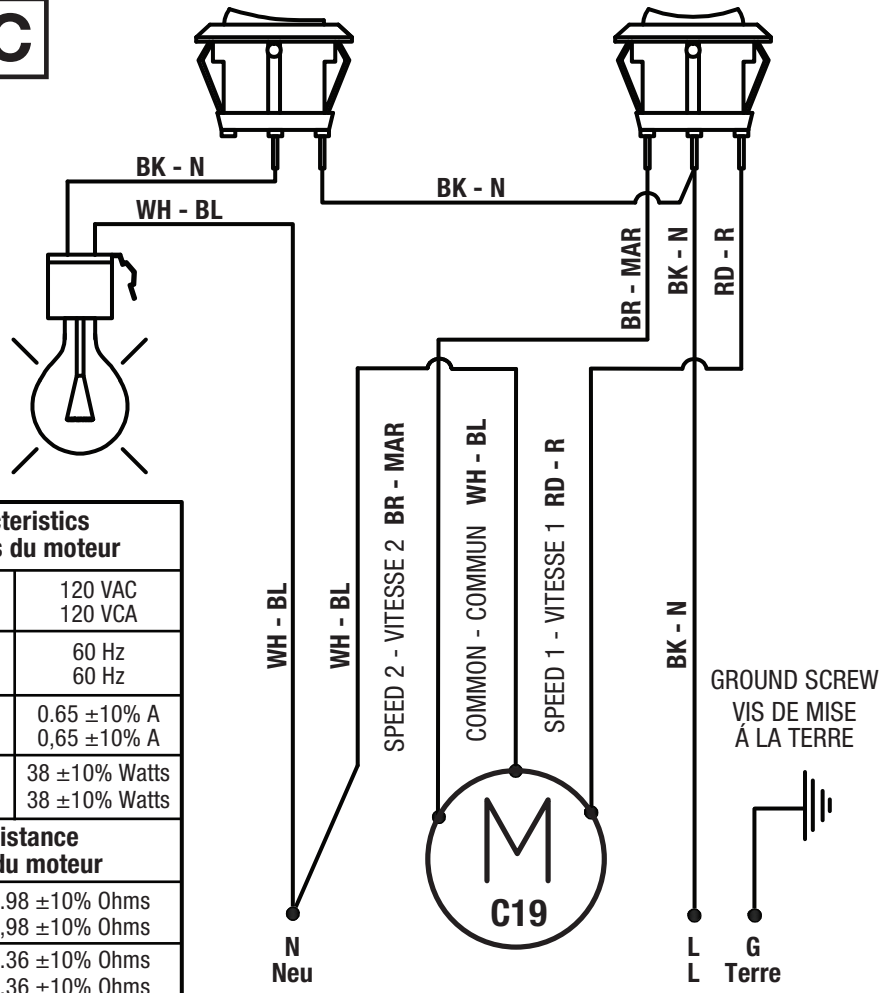 C
BK - N
BK - N
WH - BL
BR - MAR
BK - N
RD - R
SPEED 2 - VITESSE 2 BR - MAR
COMMON - COMMUN WH - BL
SPEED 1 - VITESSE 1 RD - R
WH - BL
WH - BL
BK - N
GROUND SCREW
VIS DE MISE
Á LA TERRE
du moteur
120 VAC
120 VCA
60 Hz
60 Hz
0.65 ±10% A
0,65 ±10% A
38 ±10% Watts
38 ±10% Watts
du moteur
.98 ±10% Ohms
,98 ±10% Ohms
.36 ±10% Ohms
,36 ±10% Ohms
M
C19
N
Neu
L
L
G
Terre